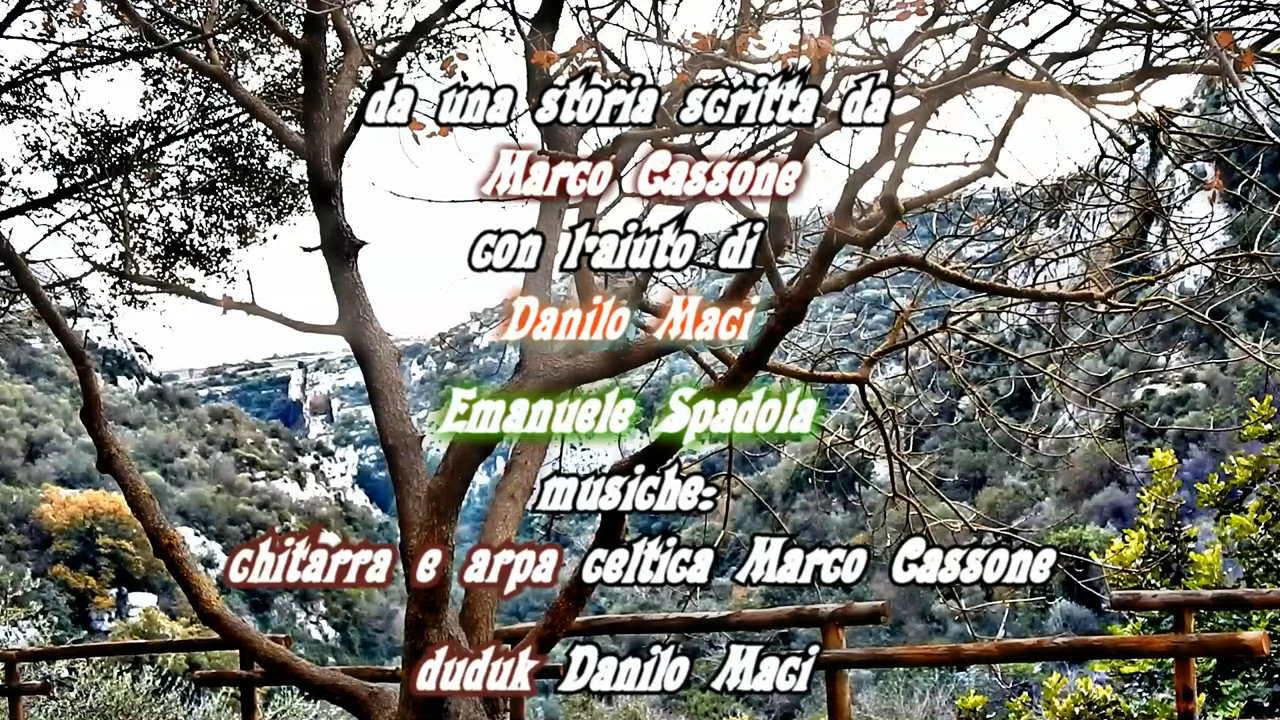 da una storia scritta da
Marco Cassone
con l'aiuto di
Danilo Maci
Emanuele Spadola
musiche:
chitarra e arpa celtica Marco Cassone
duduk Danilo Maci